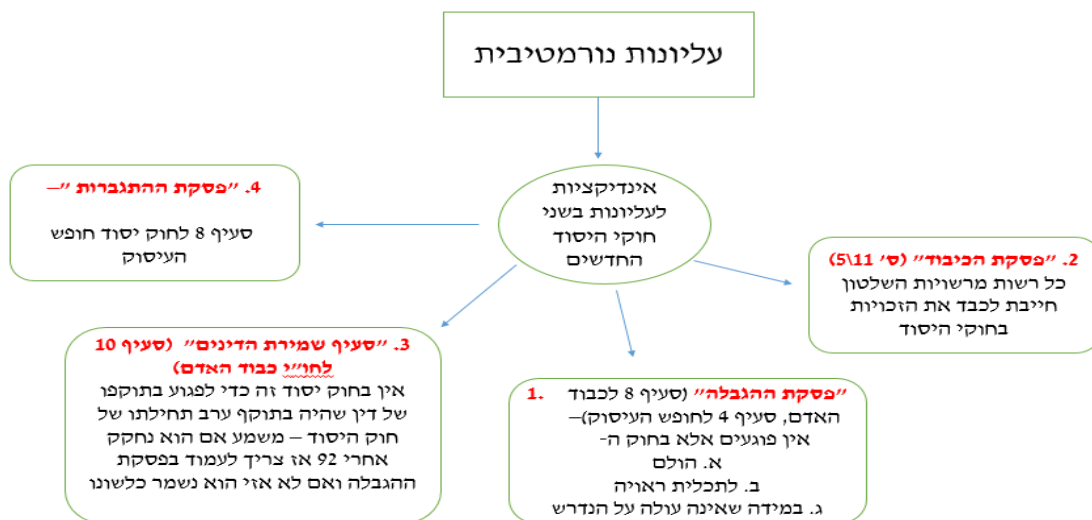 עליונות נורמטיבית
אינדיקציות
לעליונות בשני
חוקי היסוד
החדשים
1. "פסקת ההגבלה" (סעיף 8 לכבוד
האדם, סעיף 4 לחופש העיסוק)–
אין פוגעים אלא בחוק ה-
א. הולם
ב. לתכלית ראויה
ג. במידה שאינה עולה על הנדרש
2. "פסקת הכיבוד" (ס' 11\5)
כל רשות מרשויות השלטון
חייבת לכבד את הזכויות
בחוקי היסוד
3. "סעיף שמירת הדינים" (סעיף 10
לחו"י כבוד האדם)
אין בחוק יסוד זה כדי לפגוע בתוקפו
של דין שהיה בתוקף ערב תחילתו של
חוק היסוד – משמע אם הוא נחקק
אחרי 92 אז צריך לעמוד בפסקת
ההגבלה ואם לא אזי הוא נשמר כלשונו
4. "פסקת ההתגברות "–
סעיף 8 לחוק יסוד חופש
העיסוק